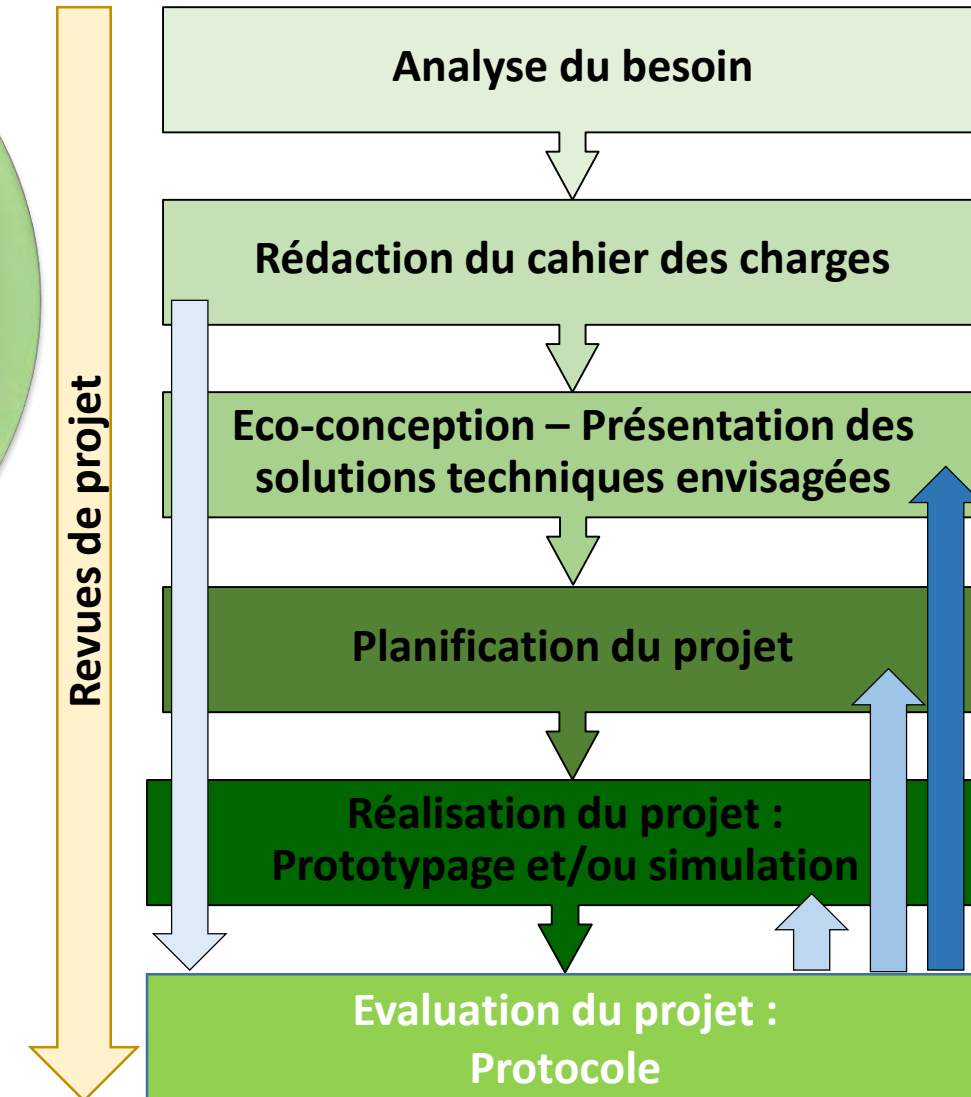 Analyse du besoin
Rédaction du cahier des charges
Eco-conception – Présentation des
solutions techniques envisagées
Planification du projet
Réalisation du projet :
Prototypage et/ou simulation
Evaluation du projet :
Protocole
Revues de projet